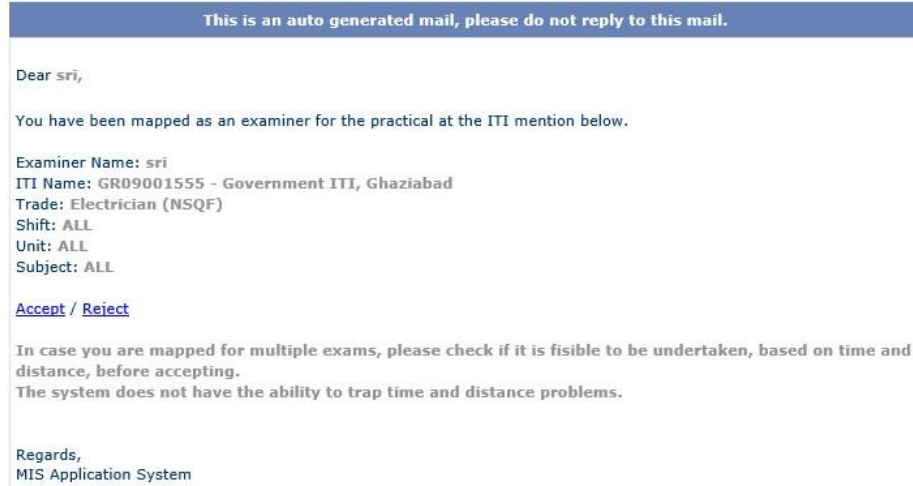 This is an auto generated mail, please do not reply to this mail.
Dear sri,
You have been mapped as an examiner for the practical at the ITI mention below.
Examiner Name: sri
ITI Name: GR09001555 - Government ITI, Ghaziabad
Trade: Electrician (NSQF)
Shift: ALL
Unit: ALL
Subject: ALL
Accept / Reject
In case you are mapped for multiple exams, please check if it is fisible to be undertaken, based on time and
distance, before accepting.
The system does not have the ability to trap time and distance problems.
Regards,
MIS Application System